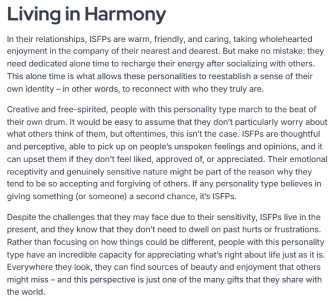 Living in Harmony
In their relationships, ISFPs are warm, friendly, and caring, taking wholehearted
enjoyment in the company of their nearest and dearest. But make no mistake: they
need dedicated alone time to recharge their energy after socializing with others.
This alone time is what allows these personalities to reestablish a sense of their
own identity – in other words, to reconnect with who they truly are.
Creative and free-spirited, people with this personality type march to the beat of
their own drum. It would be easy to assume that they don't particularly worry about
what others think of them, but oftentimes, this isn't the case. ISFPs are thoughtful
and perceptive, able to pick up on people's unspoken feelings and opinions, and it
can upset them if they don't feel liked, approved of, or appreciated. Their emotional
receptivity and genuinely sensitive nature might be part of the reason why they
tend to be so accepting and forgiving of others. If any personality type believes in
giving something (or someone) a second chance, it's ISFPs.
Despite the challenges that they may face due to their sensitivity, ISFPs live in the
present, and they know that they don't need to dwell on past hurts or frustrations.
Rather than focusing on how things could be different, people with this personality
type have an incredible capacity for appreciating what's right about life just as it is.
Everywhere they look, they can find sources of beauty and enjoyment that others
might miss – and this perspective is just one of the many gifts that they share with
the world.